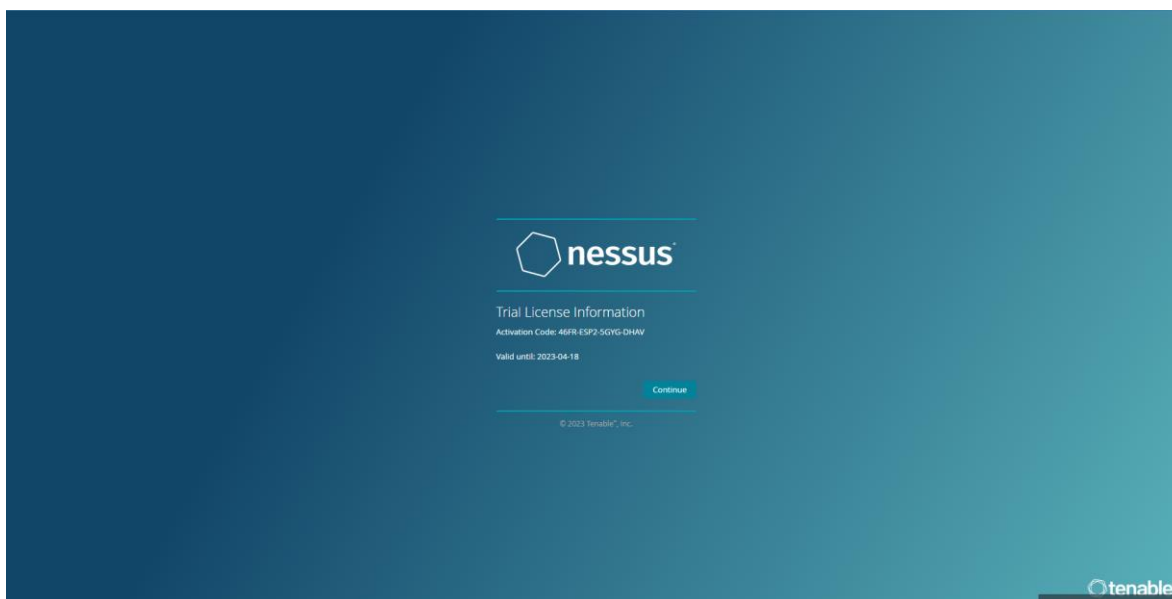 nessus
Trial License Information
Activation Code: 46FR-ESP2-5GYG-DHAV
Valid until: 2023-04-18
Continue
© 2023 Tenable™, Inc.
tenable